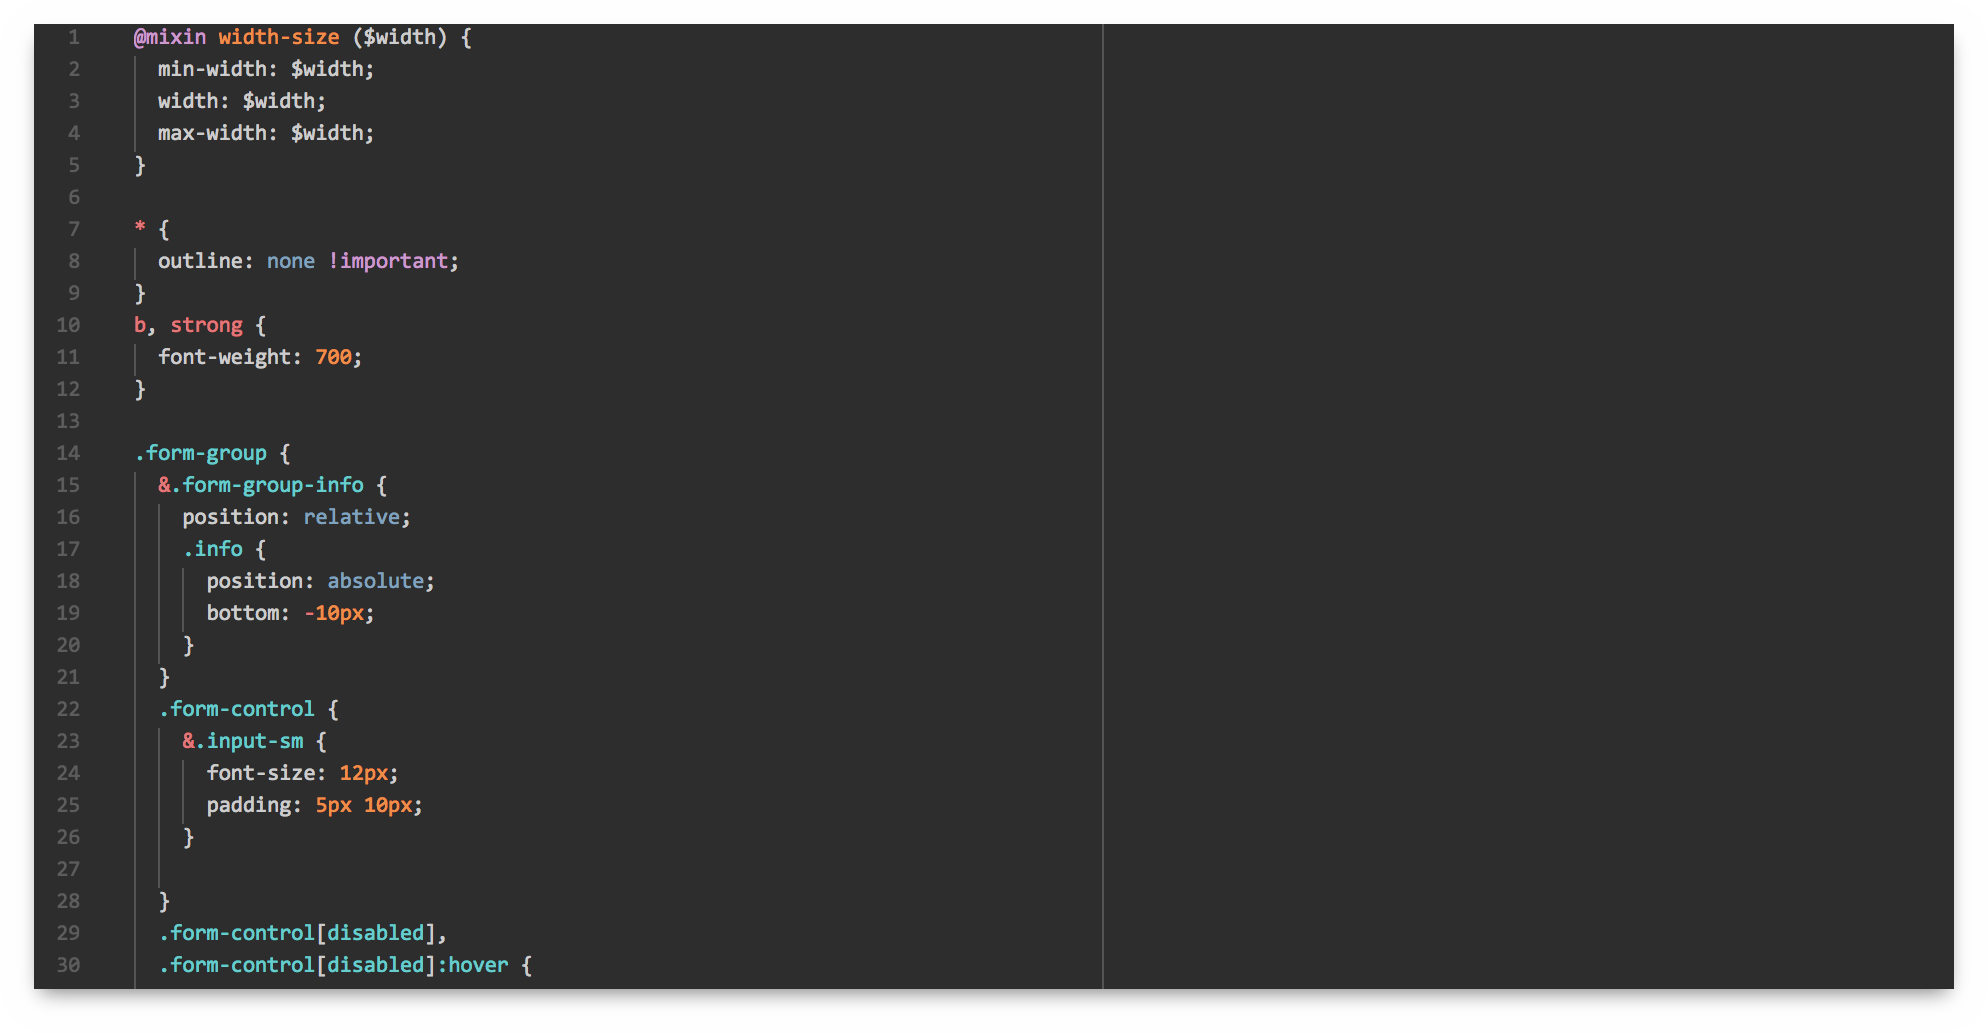 1 @mixin width-size ($width) {
2 min-width: $width;
3 width: $width;
4 max-width: $width;
5 }
6
7 * {
8 outline: none !important;
9 }
10 b, strong {
11 font-weight: 700;
12 }
13
14 .form-group {
15 &.form-group-info {
16 position: relative;
17 .info {
18 position: absolute;
19 bottom: -10px;
20 }
21 }
22 .form-control {
23 &.input-sm {
24 font-size: 12px;
25 padding: 5px 10px;
26 }
27
28 }
29 .form-control[disabled],
30 .form-control[disabled]:hover {